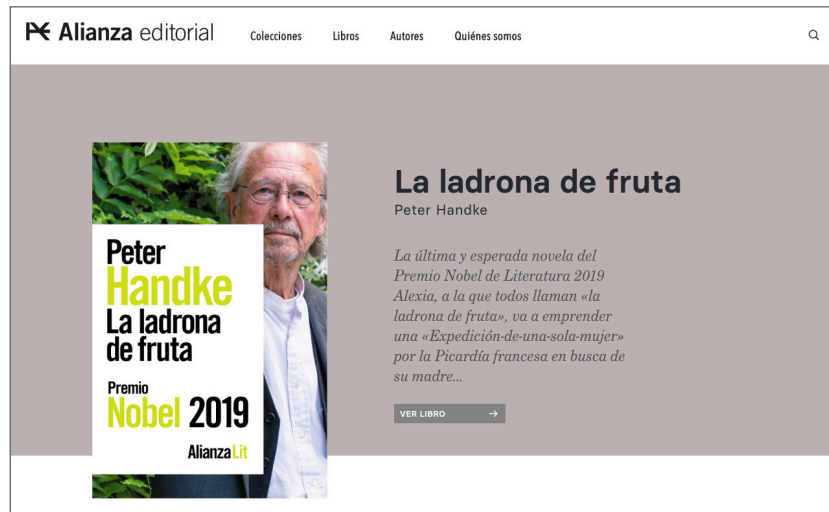 Alianza editorial
Colecciones
Libros
Autores
Quiénes somos
Peter
Handke
La ladrona
de fruta
Premio
Nobel 2019
AlianzaLit
La ladrona de fruta
Peter Handke
La última y esperada novela del
Premio Nobel de Literatura 2019
Alexia, a la que todos llaman «la
ladrona de fruta», va a emprender
una «Expedición-de-una-sola-mujer»
por la Picardía francesa en busca de
su madre...
VER LIBRO →